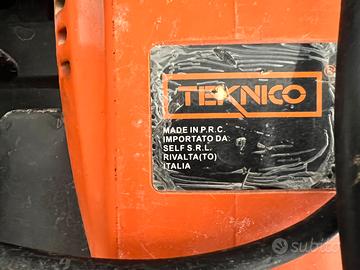 TEKNICO
®
MADE IN P.R.C.
IMPORTATO DA:
SELF S.R.L.
RIVALTA(TO)
ITALIA
subito